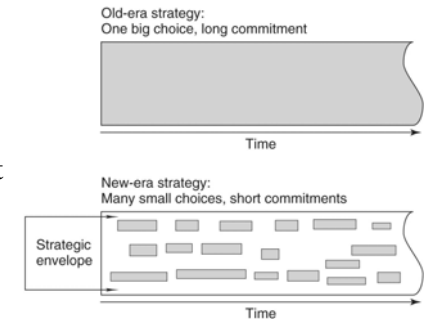 Old-era strategy:
One big choice, long commitment
Time
t
New-era strategy:
Many small choices, short commitments
Strategic
envelope
Time